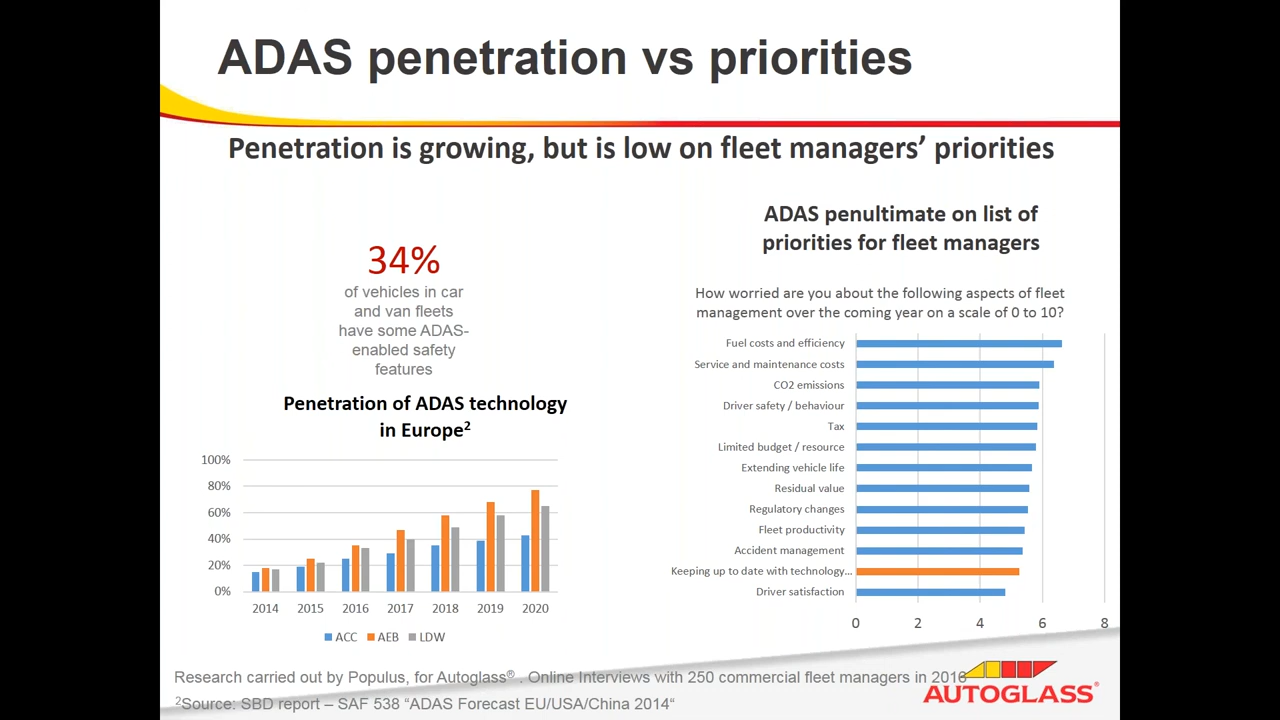 ADAS penetration vs priorities
Penetration is growing, but is low on fleet managers’ priorities
34%
of vehicles in car
and van fleets
have some ADAS-
enabled safety
features
Penetration of ADAS technology
in Europe²
100%
80%
60%
40%
20%
0%
2014 2015 2016 2017 2018 2019 2020
ACC AEB LDW
ADAS penultimate on list of
priorities for fleet managers
How worried are you about the following aspects of fleet
management over the coming year on a scale of 0 to 10?
Fuel costs and efficiency
Service and maintenance costs
CO2 emissions
Driver safety / behaviour
Tax
Limited budget / resource
Extending vehicle life
Residual value
Regulatory changes
Fleet productivity
Accident management
Keeping up to date with technology...
Driver satisfaction
0 2 4 6 8
Research carried out by Populus, for Autoglass® . Online Interviews with 250 commercial fleet managers in 2016
²Source: SBD report – SAF 538 “ADAS Forecast EU/USA/China 2014“
AUTOGLASS®